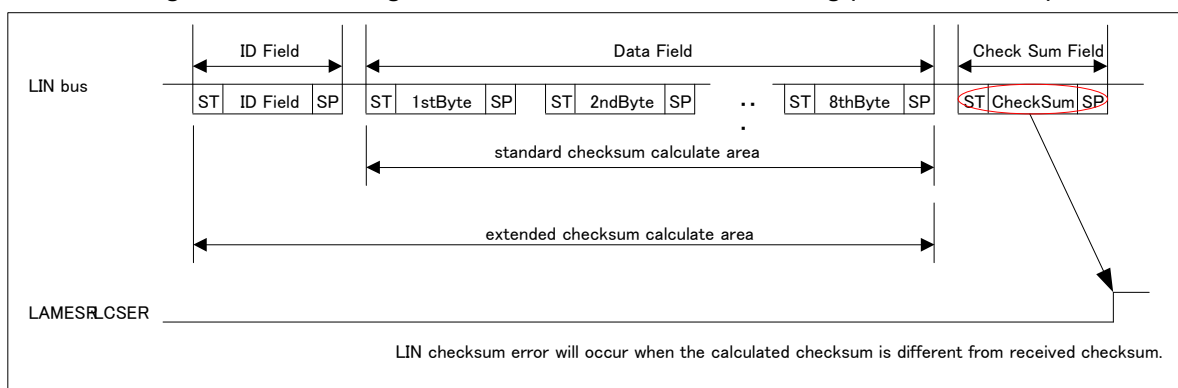 ID Field
Data Field
Check Sum Field
LIN bus
ST ID Field SP ST 1stByte SP ST 2ndByte SP .. . ST 8thByte SP ST CheckSum SP
standard checksum calculate area
extended checksum calculate area
LCSER
LIN checksum error will occur when the calculated checksum is different from received checksum.